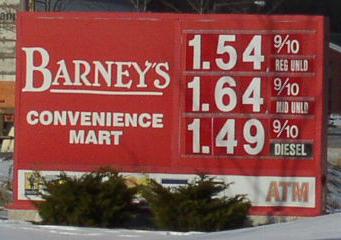 BARNEY'S
CONVENIENCE
MART
1.54 9/10 REG UNLD
1.64 9/10 MID UNLD
1.49 9/10 DIESEL
ATM